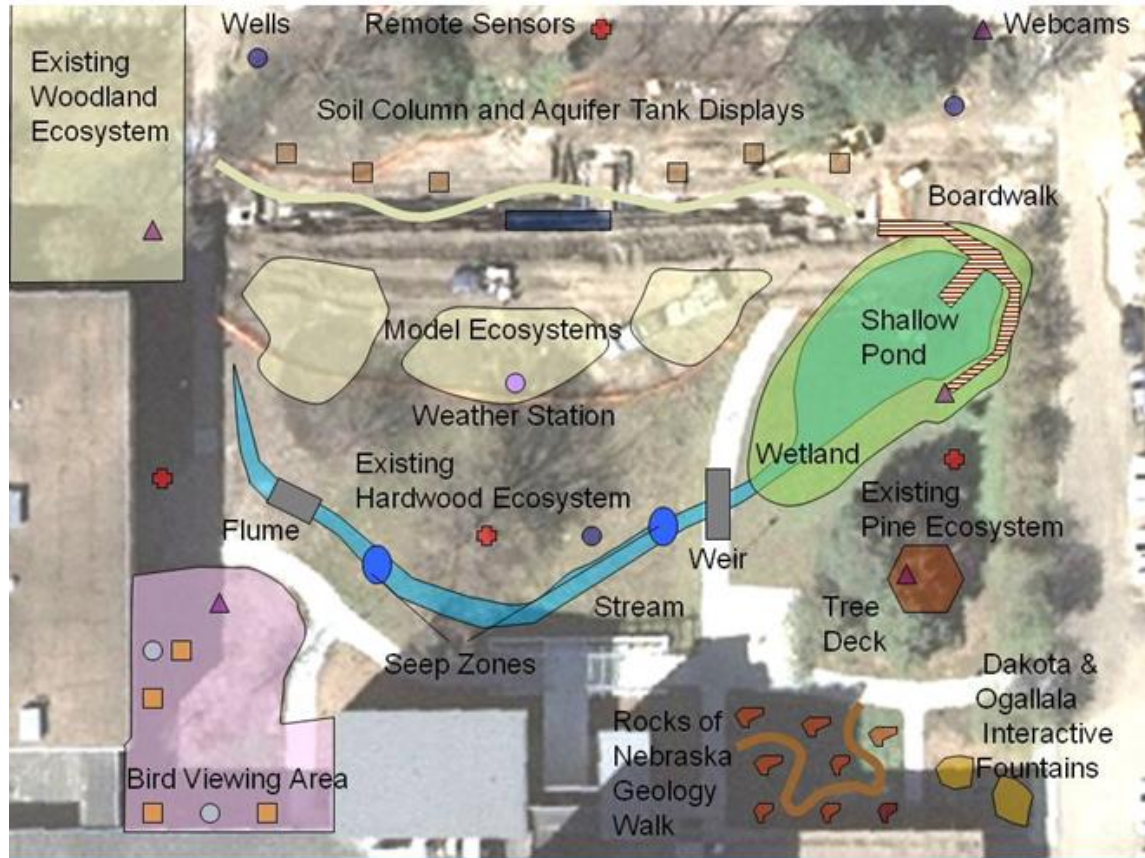 Wells
Remote Sensors
Webcams
Existing
Woodland
Ecosystem
Soil Column and Aquifer Tank Displays
Boardwalk
Model Ecosystems
Shallow
Pond
Weather Station
Existing
Hardwood Ecosystem
Wetland
Existing
Pine Ecosystem
Flume
Weir
Stream
Tree
Deck
Seep Zones
Dakota &
Ogallala
Interactive
Fountains
Rocks of
Nebraska
Geology
Walk
Bird Viewing Area